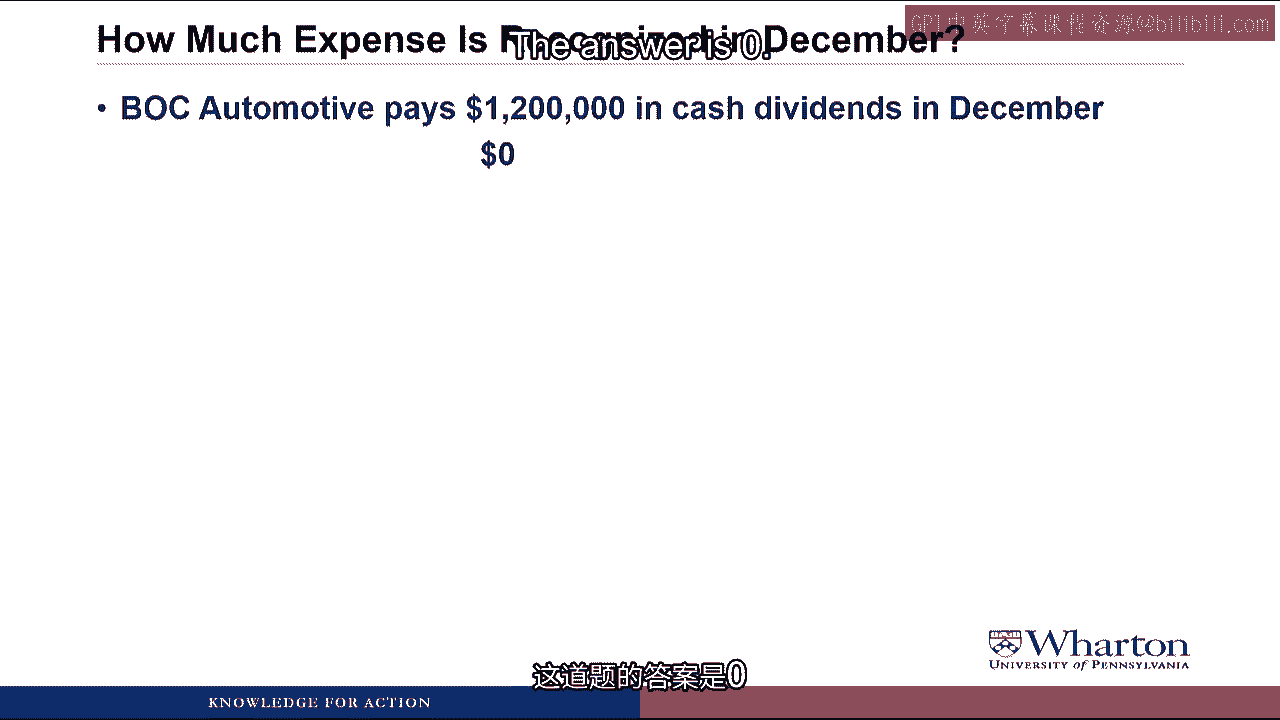 GPT中英字幕课程资源@bilibili.com
How Much Expense Is Recognized in December?
The answer is 0.
• BOC Automotive pays $1,200,000 in cash dividends in December
$0
Wharton
UNIVERSITY of PENNSYLVANIA
这道题的答案是0
KNOWLEDGE FOR ACTION